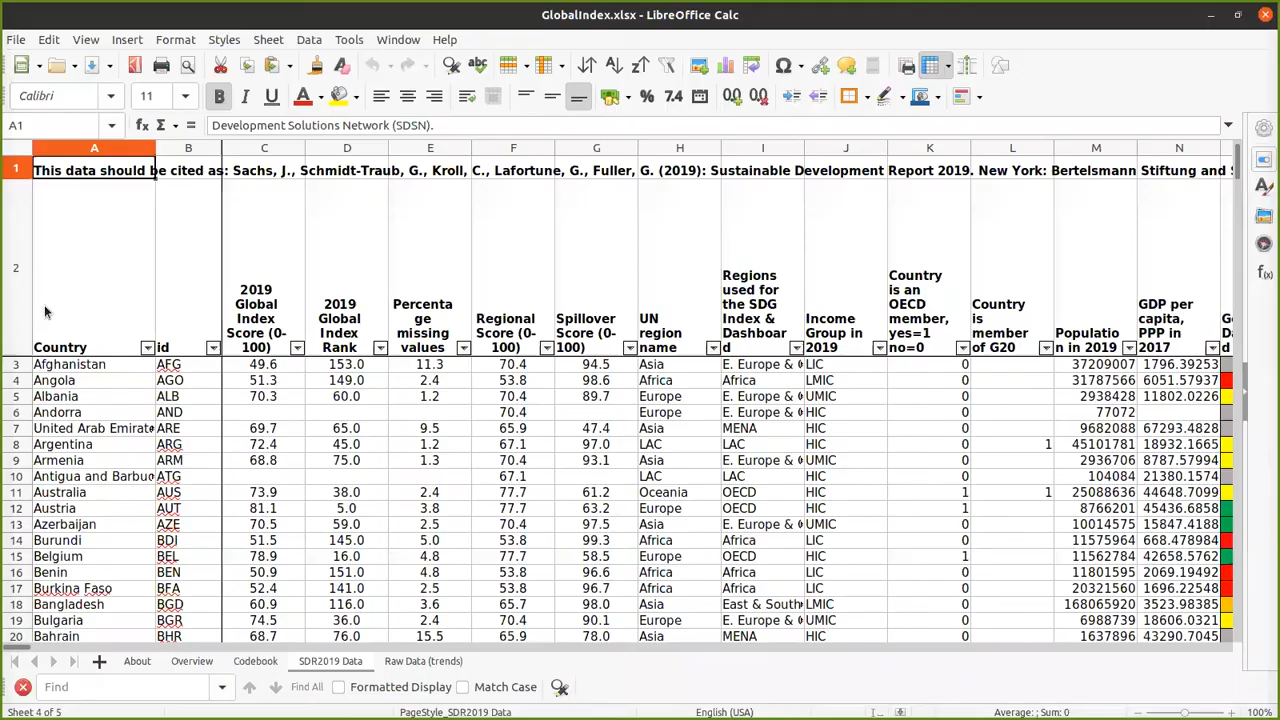 GlobalIndex.xlsx - LibreOffice Calc
File Edit View Insert Format Styles Sheet Data Tools Window Help
Calibri 11
A1 Development Solutions Network (SDSN).
A B C D E F G H I J K L M N
1 This data should be cited as: Sachs, J., Schmidt-Traub, G., Kroll, C., Lafortune, G., Fuller, G. (2019): Sustainable Development Report 2019. New York: Bertelsmann Stiftung and S
2
Country
id
2019
Global
Index
Score (0-
100)
2019
Global
Index
Rank
Percenta
ge
missing
values
Regional
Score (0-
100)
Spillover
Score (0-
100)
UN
region
name
Regions
used for
the SDG
Index &
Dashboar
d
Income
Group in
2019
Country
is an
OECD
member,
yes=1
no=0
Country
is
member
of G20
Populatio
n in 2019
GDP per
capita,
PPP in
2017
3 Afghanistan AFG 49.6 153.0 11.3 70.4 94.5 Asia E. Europe & LIC 0 37209007 1796.39253
4 Angola AGO 51.3 149.0 2.4 53.8 98.6 Africa Africa LMIC 0 31787566 6051.57937
5 Albania ALB 70.3 60.0 1.2 70.4 89.7 Europe E. Europe & UMIC 0 2938428 11802.0226
6 Andorra AND 70.4 Europe E. Europe & HIC 0 77072
7 United Arab Emirate ARE 69.7 65.0 9.5 65.9 47.4 Asia MENA HIC 0 9682088 67293.4828
8 Argentina ARG 72.4 45.0 1.2 67.1 97.0 LAC LAC HIC 0 1 45101781 18932.1665
9 Armenia ARM 68.8 75.0 1.3 70.4 93.1 Asia E. Europe & UMIC 0 2936706 8787.57994
10 Antigua and Barbu ATG 67.1 LAC LAC HIC 0 104084 21380.1574
11 Australia AUS 73.9 38.0 2.4 77.7 61.2 Oceania OECD HIC 1 1 25088636 44648.7099
12 Austria AUT 81.1 5.0 3.8 77.7 63.2 Europe OECD HIC 1 8766201 45436.6858
13 Azerbaijan AZE 70.5 59.0 2.5 70.4 97.5 Asia E. Europe & UMIC 0 10014575 15847.4188
14 Burundi BDI 51.5 145.0 5.0 53.8 99.3 Africa Africa LIC 0 11575964 668.478984
15 Belgium BEL 78.9 16.0 4.8 77.7 58.5 Europe OECD HIC 1 11562784 42658.5762
16 Benin BEN 50.9 151.0 4.8 53.8 96.6 Africa Africa LIC 0 11801595 2069.19492
17 Burkina Faso BFA 52.4 141.0 2.5 53.8 96.7 Africa Africa LIC 0 20321560 1696.22548
18 Bangladesh BGD 60.9 116.0 3.6 65.7 98.0 Asia East & South LMIC 0 168065920 3523.98385
19 Bulgaria BGR 74.5 36.0 2.4 70.4 90.1 Europe E. Europe & UMIC 0 6988739 18606.0321
20 Bahrain BHR 68.7 76.0 15.5 65.9 78.0 Asia MENA HIC 0 1637896 43290.7045
About Overview Codebook SDR2019 Data Raw Data (trends)
Find Find All Formatted Display Match Case
Sheet 4 of 5 PageStyle_SDR2019 Data English (USA) Average: ; Sum: 0 100%